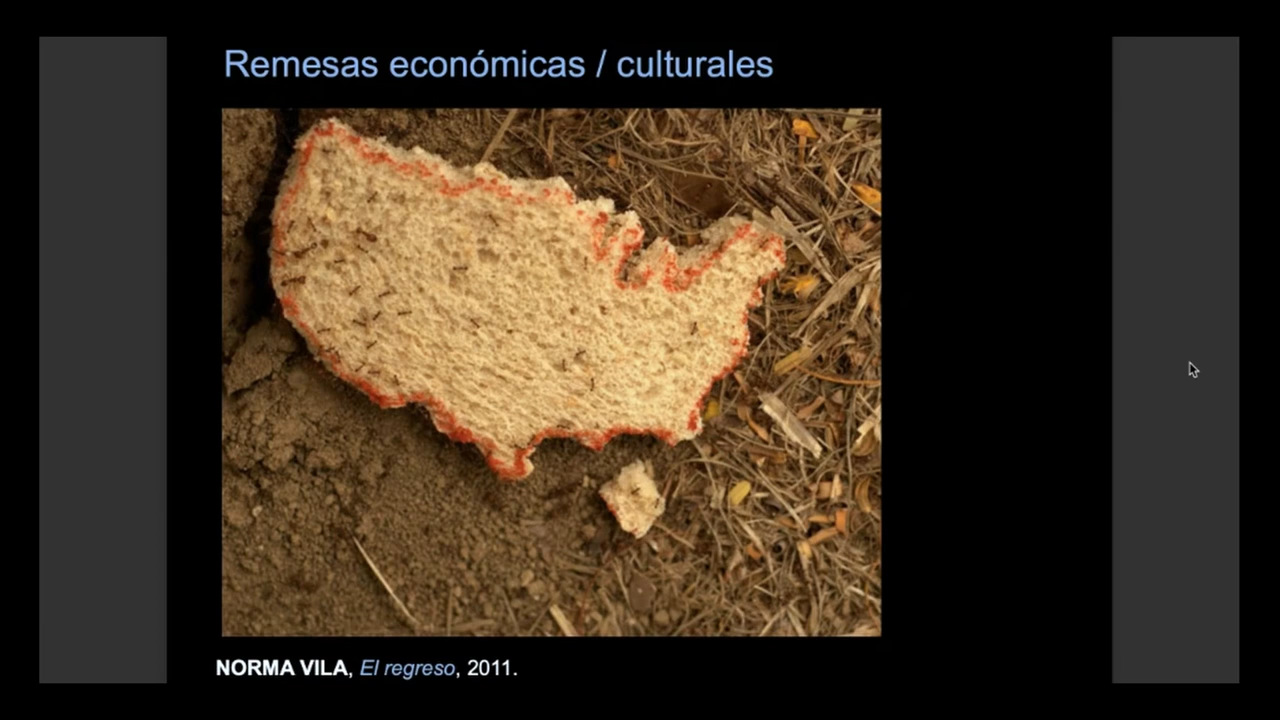 Remesas económicas / culturales
NORMA VILA, El regreso, 2011.